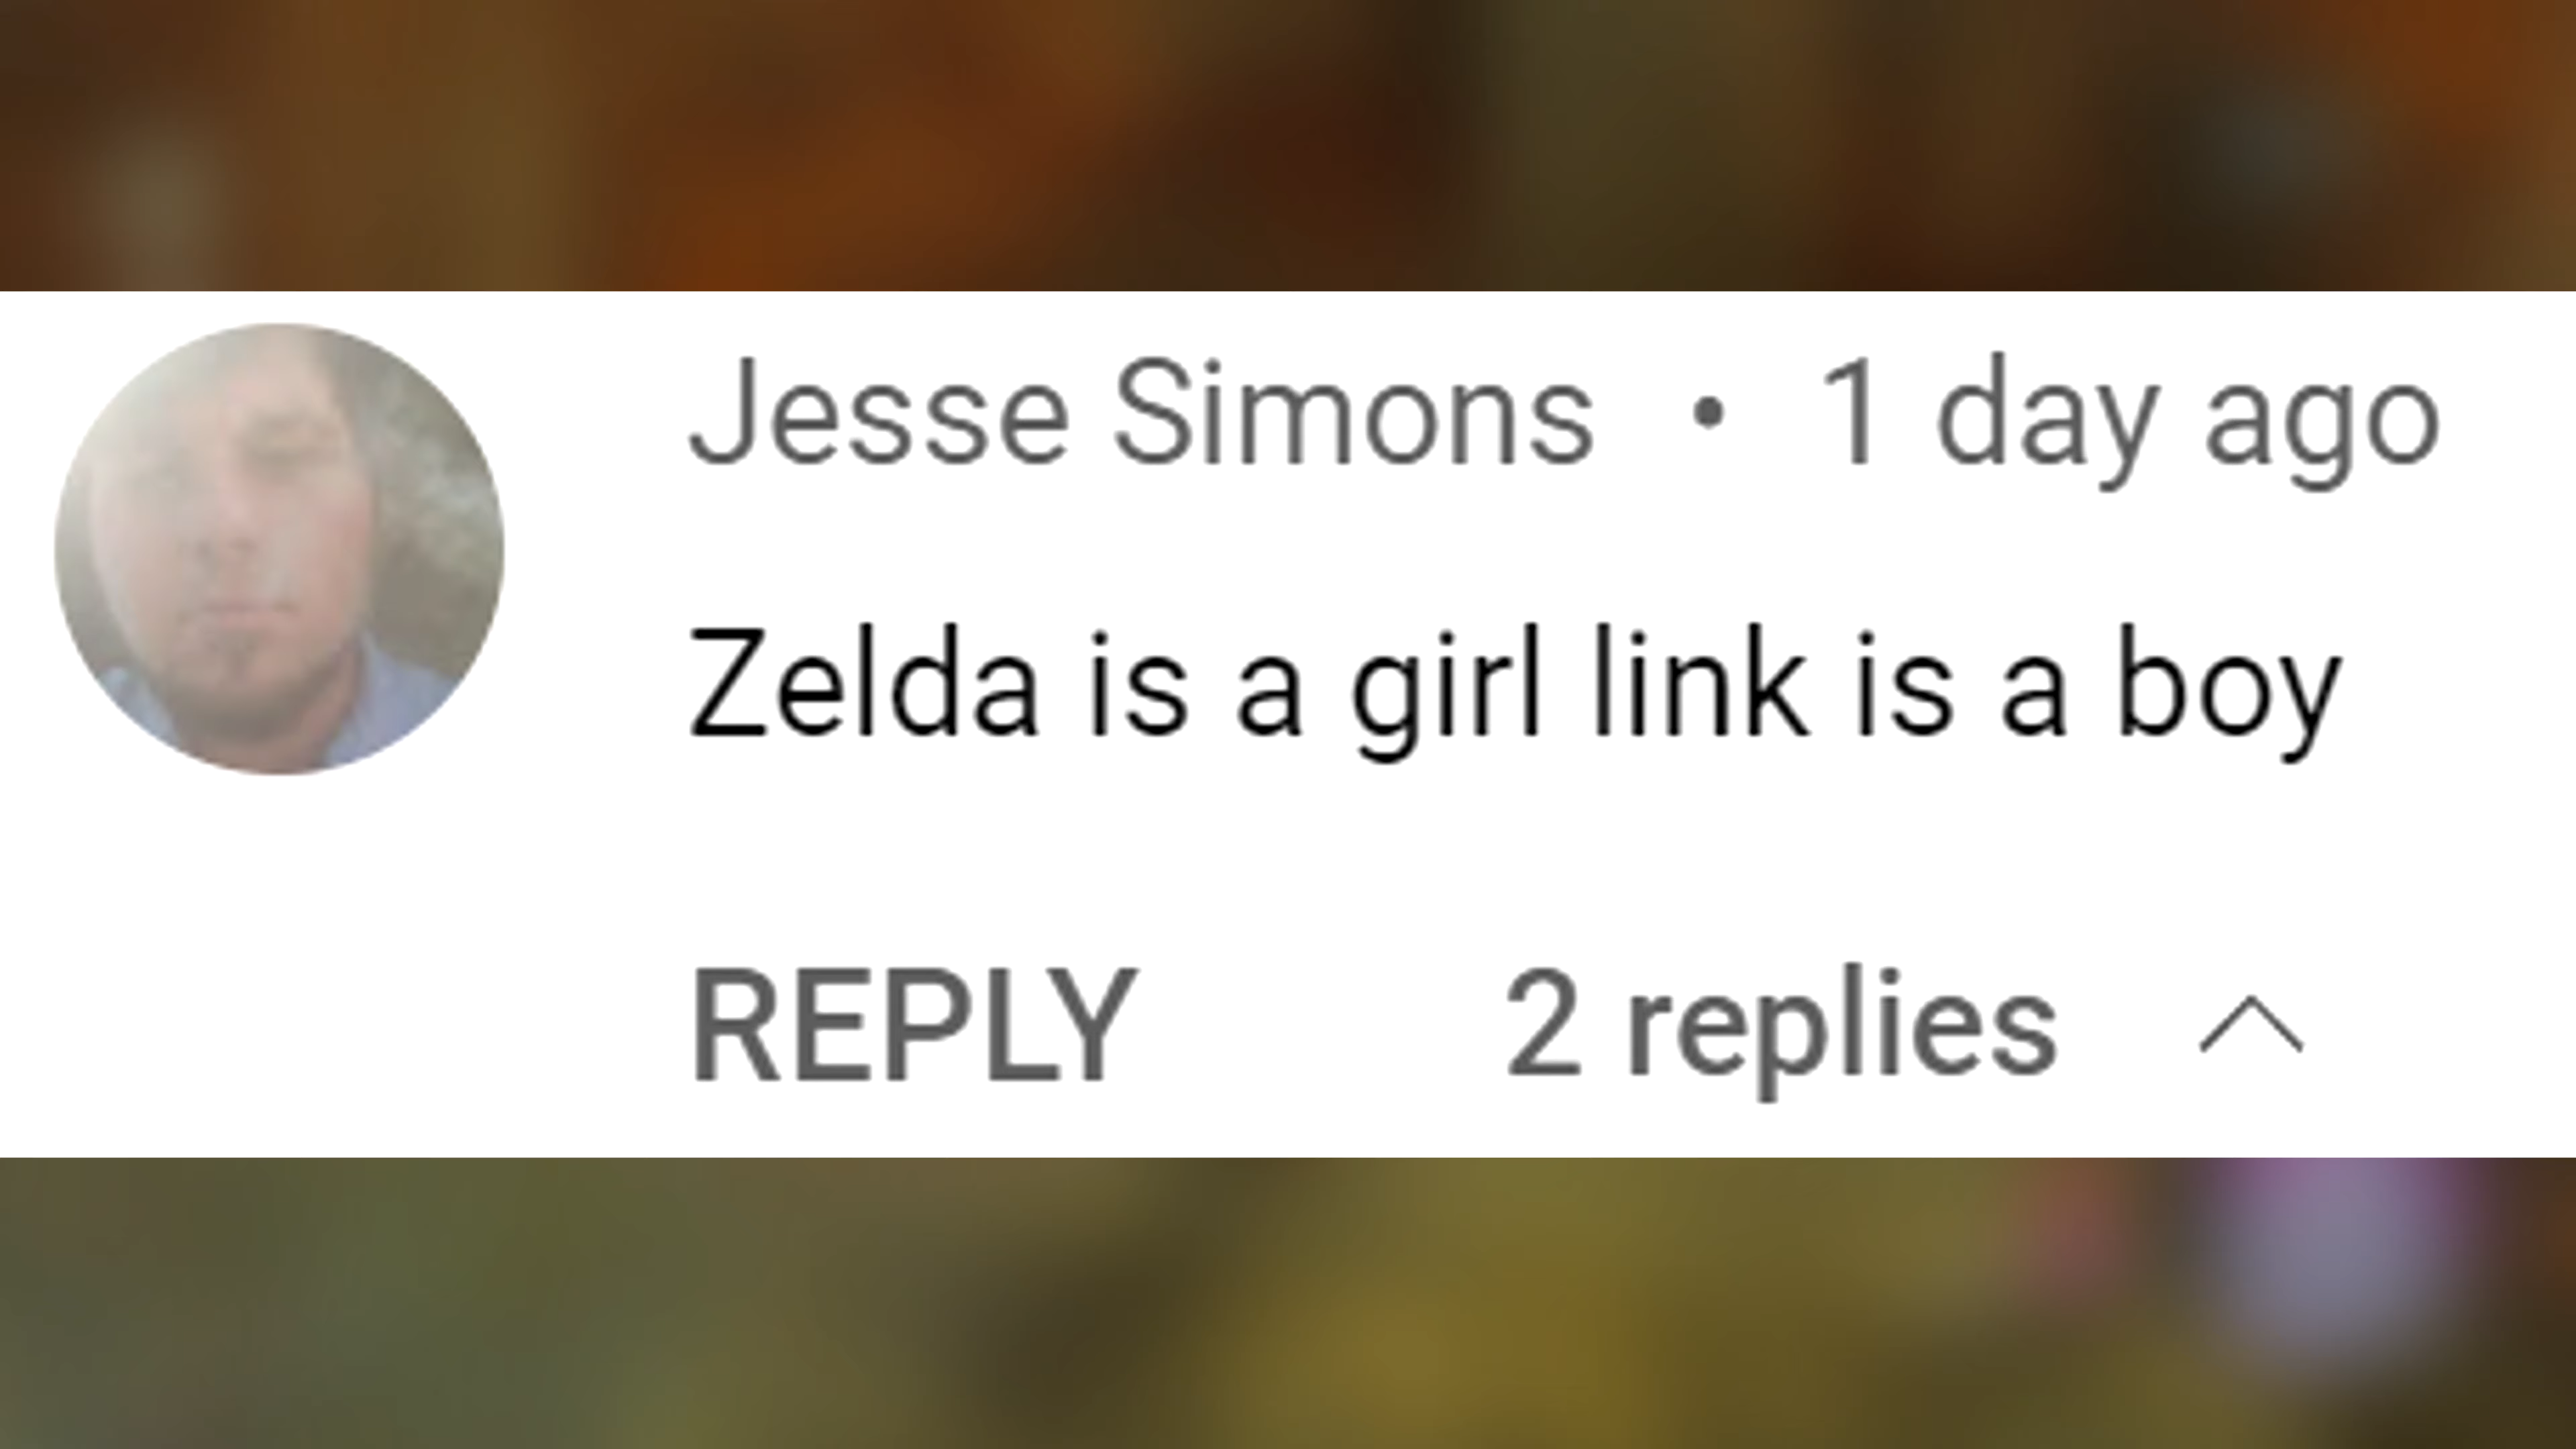 Jesse Simons • 1 day ago
Zelda is a girl link is a boy
REPLY 2 replies